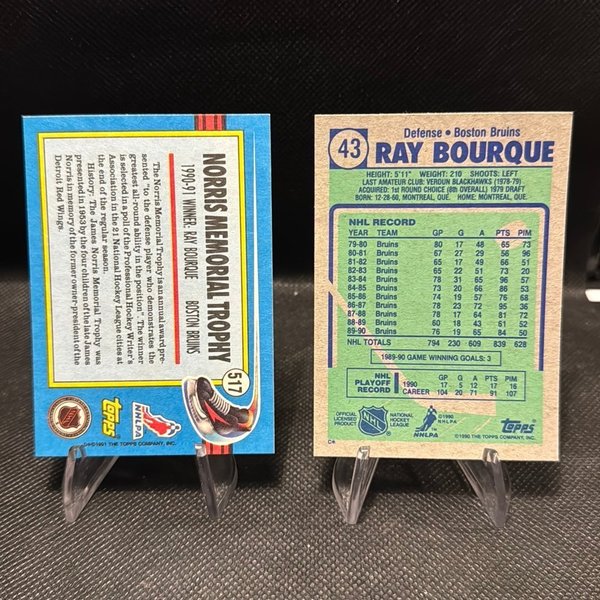 517
NORRIS MEMORIAL TROPHY
1990-91 WINNER: RAY BOURQUE BOSTON BRUINS
The Norris Memorial Trophy is an annual award pre-
sented "to the defense player who demonstrates the
greatest all-round ability in the position". The winner
is selected in a poll of the Professional Hockey Writer's
Association in the 21 National Hockey League cities at
the end of the regular season.
History: The James Norris Memorial Trophy was
presented in 1953 by the four children of the late James
Norris in memory of the former owner-president of the
Detroit Red Wings.
NHL
topps
NHLPA
D*©1991 THE TOPPS COMPANY, INC.
43
Defense • Boston Bruins
RAY BOURQUE
HEIGHT: 5'11" WEIGHT: 210 SHOOTS: LEFT
LAST AMATEUR CLUB: VERDUN BLACKHAWKS (1978-79)
ACQUIRED: 1ST ROUND CHOICE (8th OVERALL) 1979 DRAFT
BORN: 12-28-60, MONTREAL, QUE. HOME: MONTREAL, QUE.
NHL RECORD
YEAR TEAM GP G A PTS PIM
79-80 Bruins 80 17 48 65 73
80-81 Bruins 67 27 29 56 96
81-82 Bruins 65 17 49 66 51
82-83 Bruins 65 22 51 73 20
83-84 Bruins 78 31 65 96 57
84-85 Bruins 73 20 66 86 53
85-86 Bruins 74 19 57 76 68
86-87 Bruins 78 23 72 95 36
87-88 Bruins 78 17 64 81 72
88-89 Bruins 60 18 43 61 52
89-90 Bruins 76 19 65 84 50
NHL TOTALS 794 230 609 839 628
1989-90 GAME WINNING GOALS: 3
NHL
PLAYOFF
RECORD
GP G A PTS PIM
1990 17 5 12 17 16
CAREER 104 20 71 91 107
OFFICIAL
LICENSED
PRODUCT
NHL
NATIONAL
HOCKEY
LEAGUE
©1990
NHLPA
NHLPA
topps
D*
©1990 THE TOPPS COMPANY, INC.